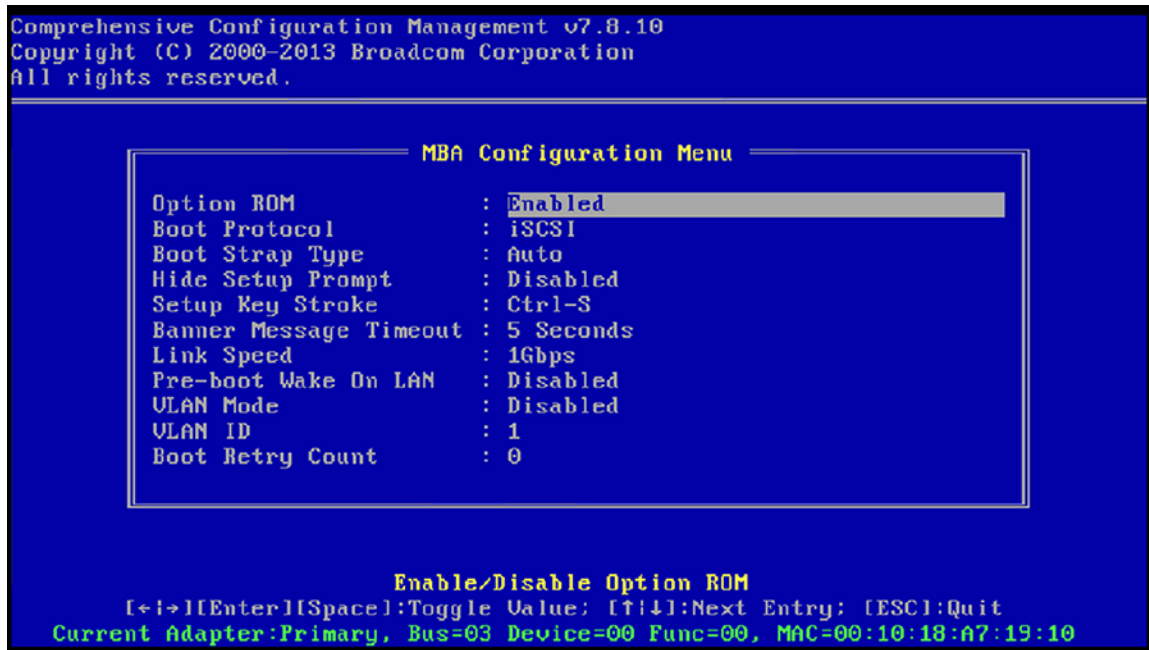 Comprehensive Configuration Management v7.8.10
Copyright (C) 2000-2013 Broadcom Corporation
All rights reserved.
MBA Configuration Menu
Option ROM : Enabled
Boot Protocol : iSCSI
Boot Strap Type : Auto
Hide Setup Prompt : Disabled
Setup Key Stroke : Ctrl-S
Banner Message Timeout : 5 Seconds
Link Speed : 1Gbps
Pre-boot Wake On LAN : Disabled
VLAN Mode : Disabled
VLAN ID : 1
Boot Retry Count : 0
Enable/Disable Option ROM
[←|→][Enter][Space]:Toggle Value; [↑|↓]:Next Entry; [ESC]:Quit
Current Adapter:Primary, Bus=03 Device=00 Func=00, MAC=00:10:18:A7:19:10